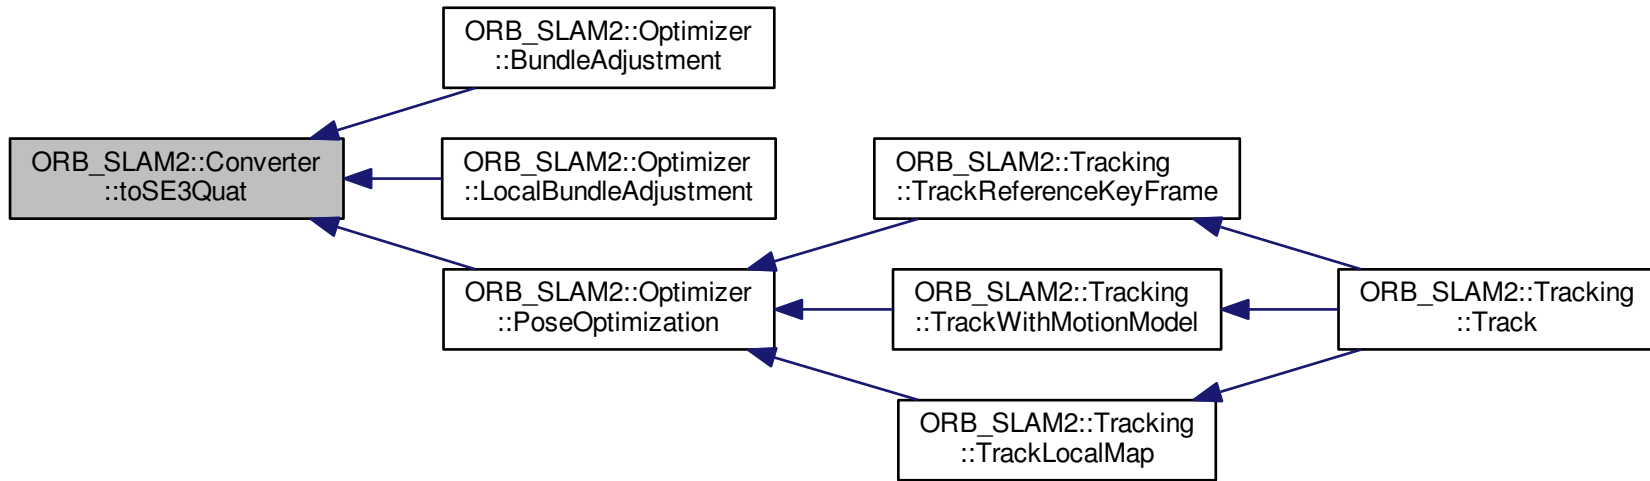 ORB_SLAM2::Optimizer
::BundleAdjustment
ORB_SLAM2::Converter
::toSE3Quat
ORB_SLAM2::Optimizer
::LocalBundleAdjustment
ORB_SLAM2::Optimizer
::PoseOptimization
ORB_SLAM2::Tracking
::TrackReferenceKeyFrame
ORB_SLAM2::Tracking
::TrackWithMotionModel
ORB_SLAM2::Tracking
::TrackLocalMap
ORB_SLAM2::Tracking
::Track